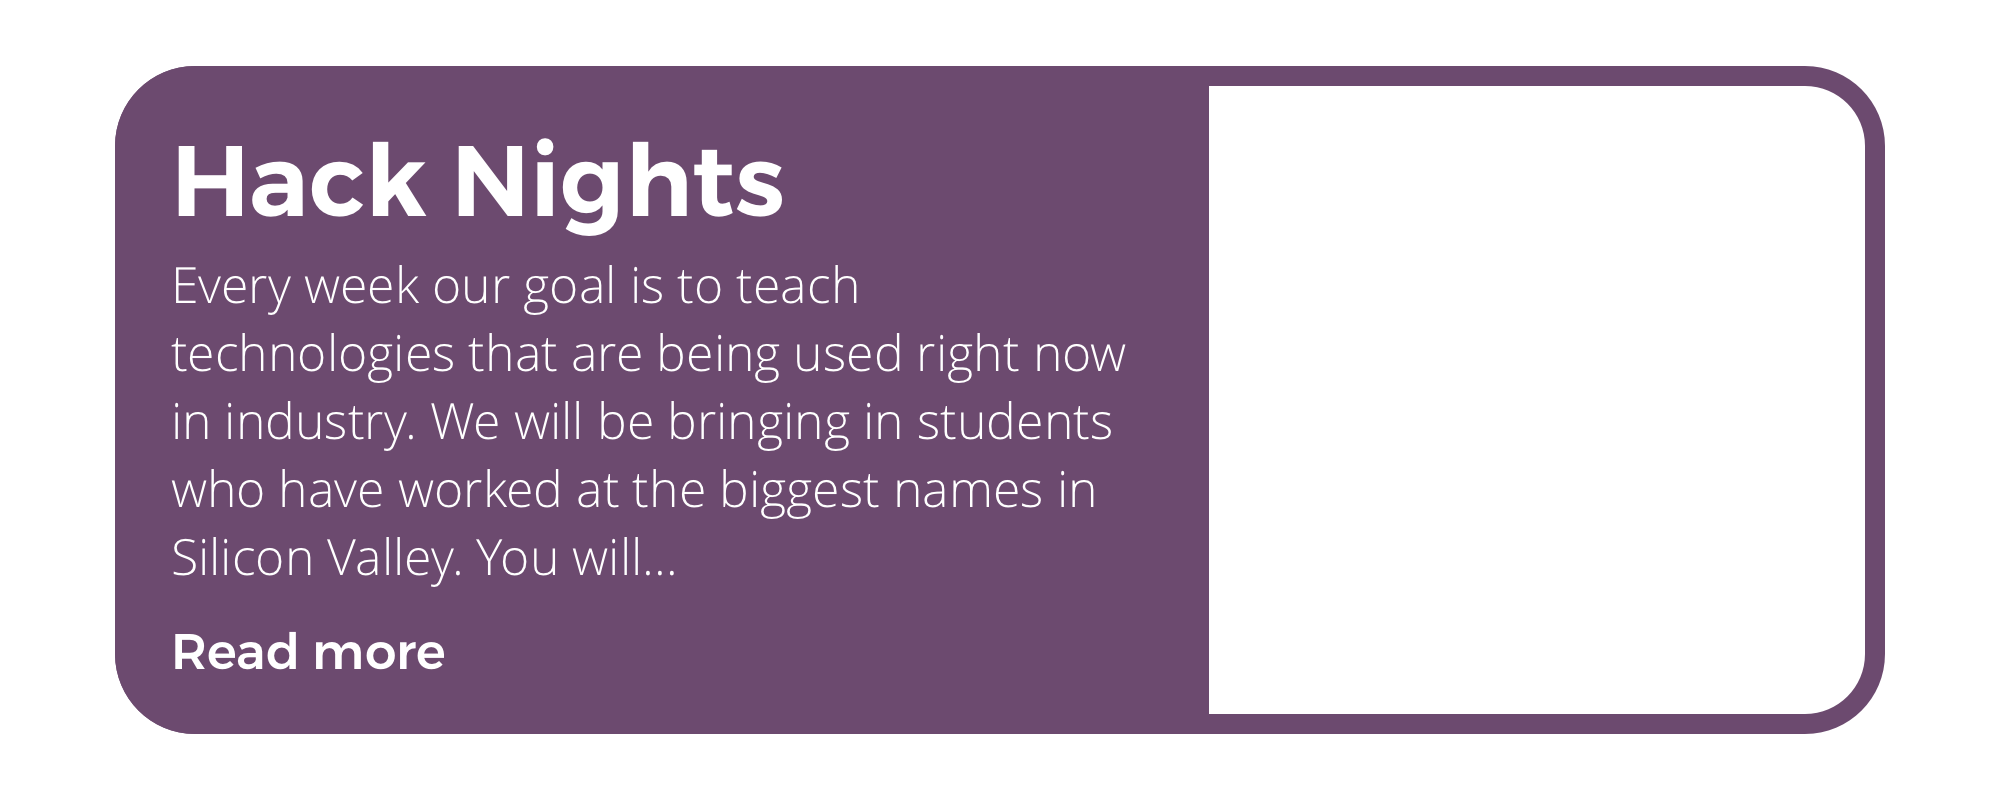 Hack Nights
Every week our goal is to teach
technologies that are being used right now
in industry. We will be bringing in students
who have worked at the biggest names in
Silicon Valley. You will...
Read more